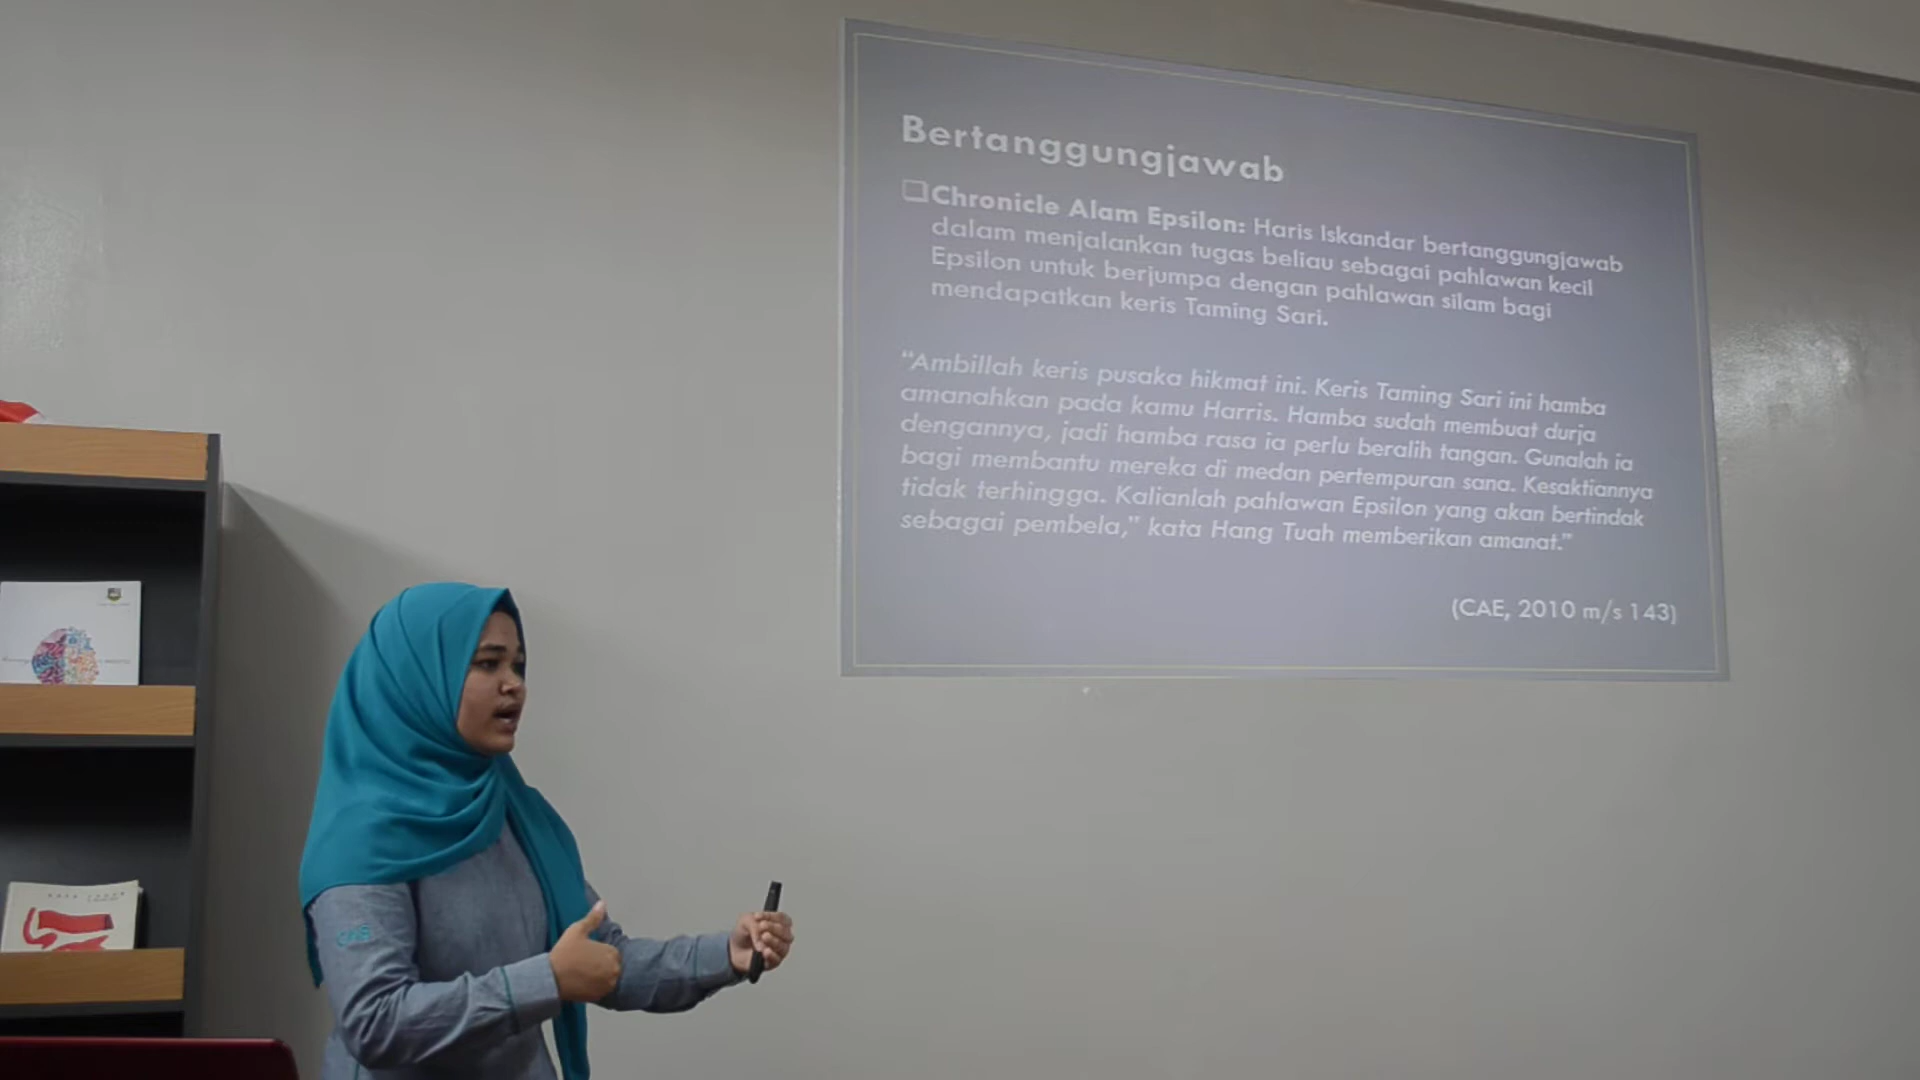 Bertanggungjawab
❑Chronicle Alam Epsilon: Haris Iskandar bertanggungjawab
dalam menjalankan tugas beliau sebagai pahlawan kecil
Epsilon untuk berjumpa dengan pahlawan silam bagi
mendapatkan keris Taming Sari.
“Ambillah keris pusaka hikmat ini. Keris Taming Sari ini hamba
amanahkan pada kamu Harris. Hamba sudah membuat durja
dengannya, jadi hamba rasa ia perlu beralih tangan. Gunalah ia
bagi membantu mereka di medan pertempuran sana. Kesaktiannya
tidak terhingga. Kalianlah pahlawan Epsilon yang akan bertindak
sebagai pembela,” kata Hang Tuah memberikan amanat.”
(CAE, 2010 m/s 143)